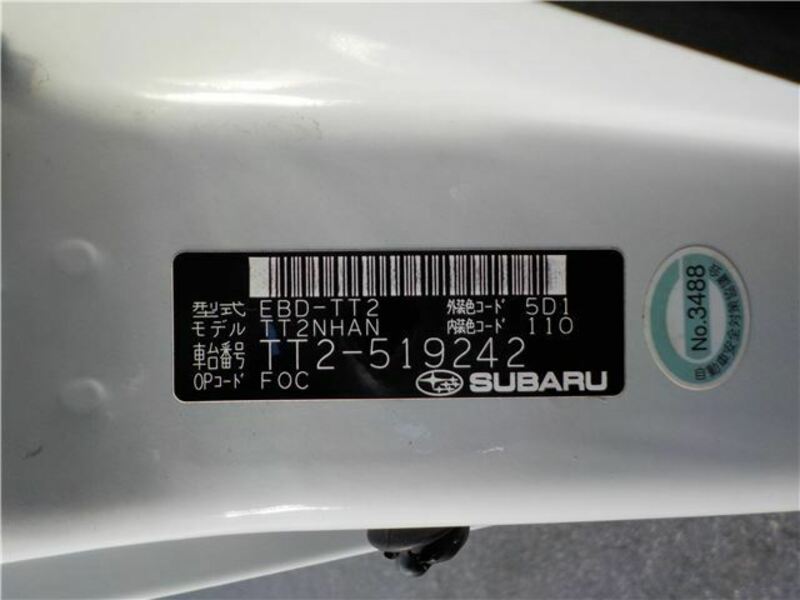 型式 EBD-TT2 外装色コード 5D1
モデル TT2NHAN 内装色コード 110
車台番号 TT2-519242
OPコード FOC
SUBARU
No.3488